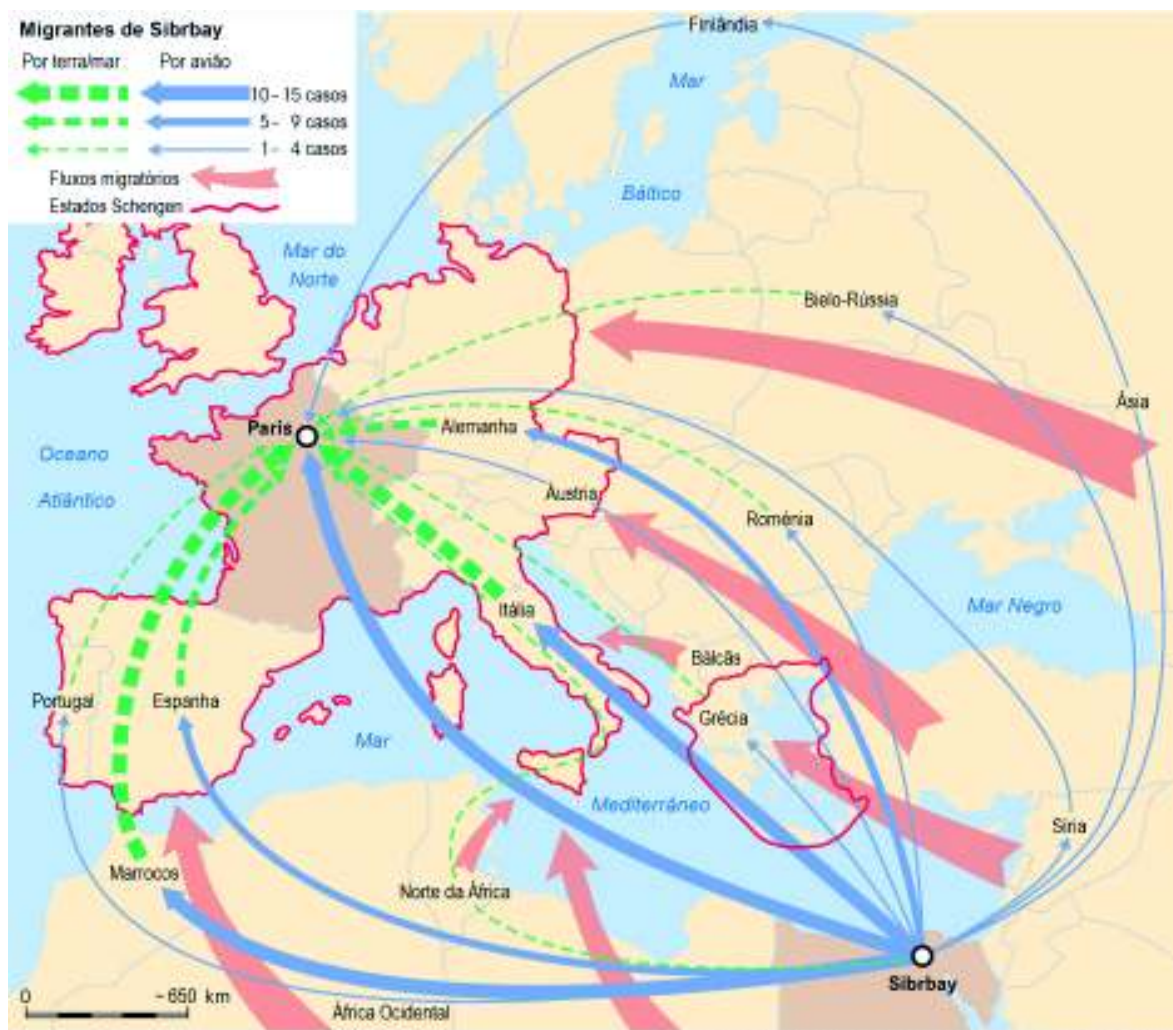 Migrantes de Sibrbay
Por terra/mar
Por avião
10 – 15 casos
5 – 9 casos
1 – 4 casos
Fluxos migratórios
Estados Schengen
Finlândia
Mar
Báltico
Mar do
Norte
Bielo-Rússia
Ásia
Paris
Alemanha
Oceano
Atlântico
Áustria
Roménia
Mar Negro
Itália
Bálcãs
Portugal
Espanha
Grécia
Mar
Mediterrâneo
Síria
Marrocos
Norte da África
Sibrbay
0
~650 km
África Ocidental